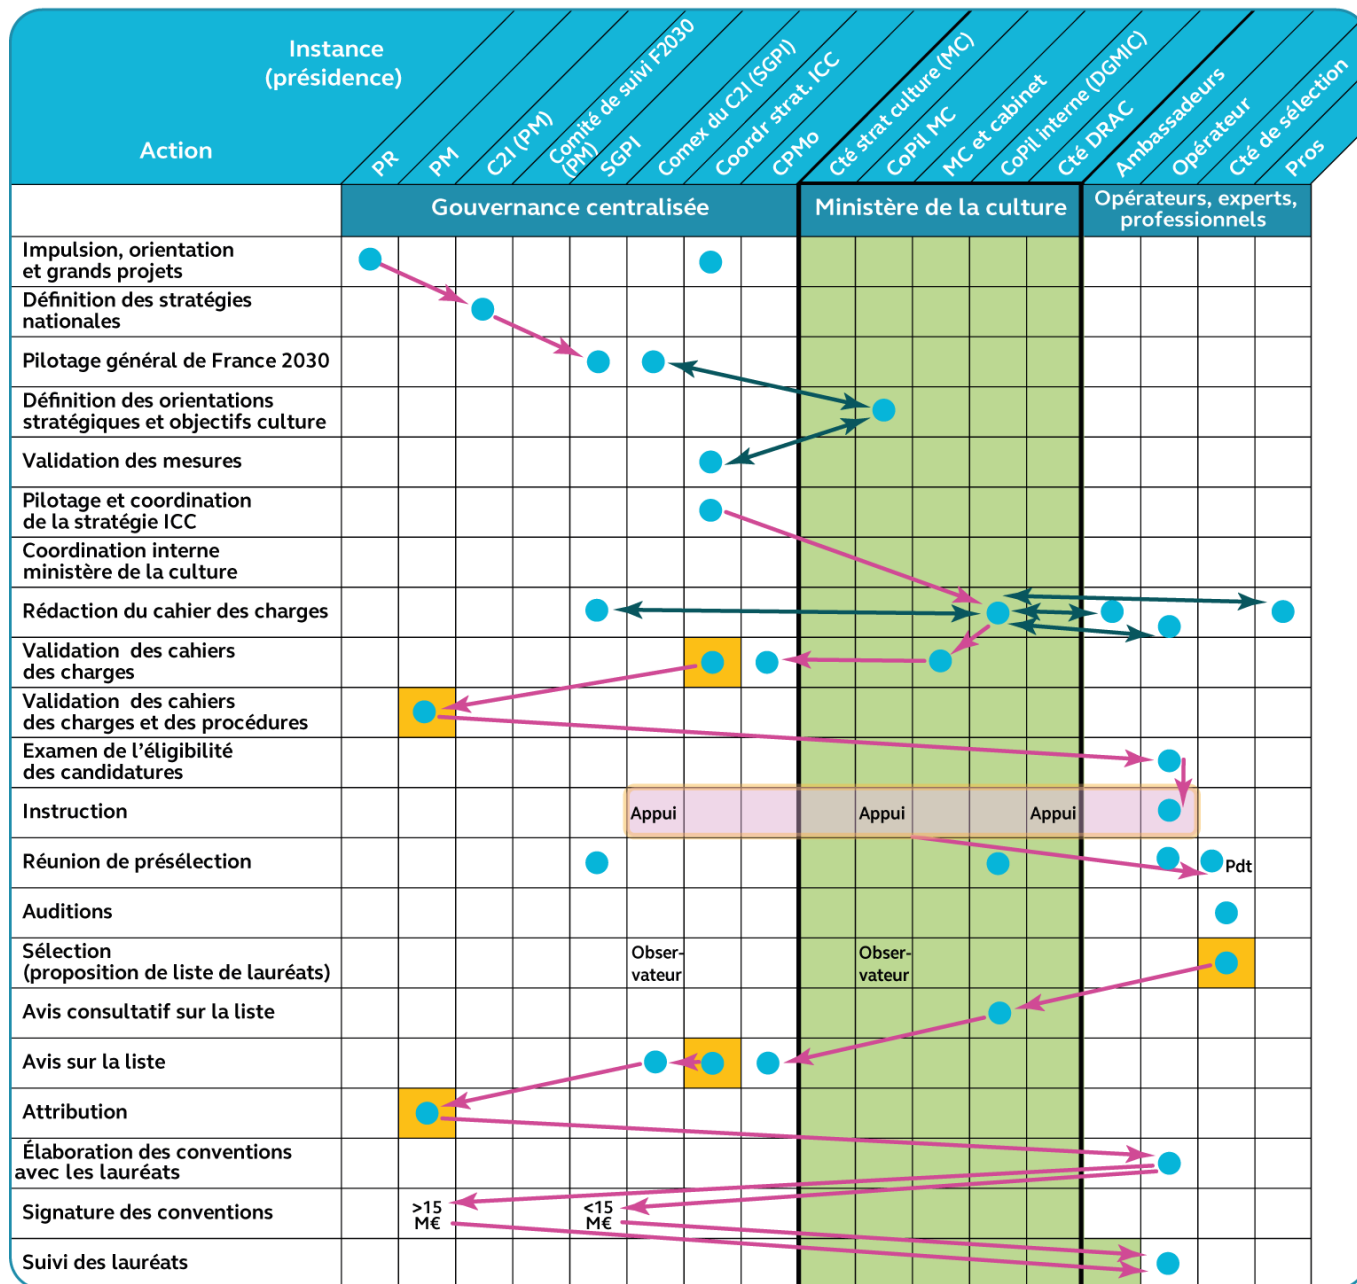 Instance
(présidence)
Action
PR
PM
C2I (PM)
Comité de suivi F2030
(PM)
SGPI
Comex du C2I (SGPI)
Coordr strat. ICC
CPMo
Cté strat culture (MC)
CoPil MC
MC et cabinet
CoPil interne (DGMIC)
Cté DRAC
Ambassadeurs
Opérateur
Cté de sélection
Pros
Gouvernance centralisée
Ministère de la culture
Opérateurs, experts,
professionnels
Impulsion, orientation
et grands projets
Définition des stratégies
nationales
Pilotage général de France 2030
Définition des orientations
stratégiques et objectifs culture
Validation des mesures
Pilotage et coordination
de la stratégie ICC
Coordination interne
ministère de la culture
Rédaction du cahier des charges
Validation des cahiers
des charges
Validation des cahiers
des charges et des procédures
Examen de l’éligibilité
des candidatures
Instruction
Appui
Appui
Appui
Réunion de présélection
Pdt
Auditions
Sélection
(proposition de liste de lauréats)
Obser-
vateur
Obser-
vateur
Avis consultatif sur la liste
Avis sur la liste
Attribution
Élaboration des conventions
avec les lauréats
Signature des conventions
>15
M€
<15
M€
Suivi des lauréats